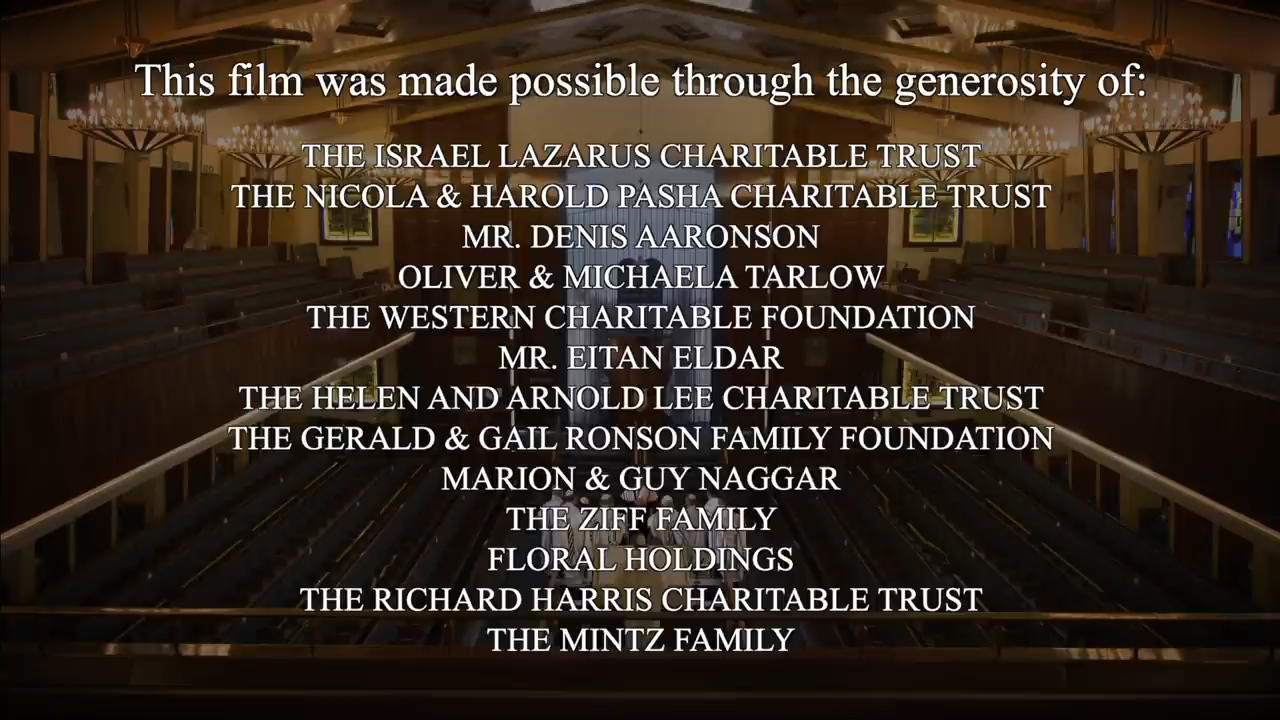 This film was made possible through the generosity of:
THE ISRAEL LAZARUS CHARITABLE TRUST
THE NICOLA & HAROLD PASHA CHARITABLE TRUST
MR. DENIS AARONSON
OLIVER & MICHAELA TARLOW
THE WESTERN CHARITABLE FOUNDATION
MR. EITAN ELDAR
THE HELEN AND ARNOLD LEE CHARITABLE TRUST
THE GERALD & GAIL RONSON FAMILY FOUNDATION
MARION & GUY NAGGAR
THE ZIFF FAMILY
FLORAL HOLDINGS
THE RICHARD HARRIS CHARITABLE TRUST
THE MINTZ FAMILY